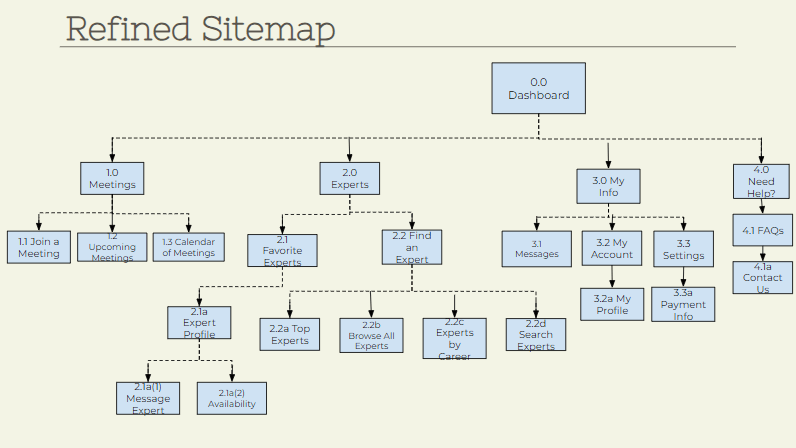 Refined Sitemap
0.0
Dashboard
1.0
Meetings
2.0
Experts
3.0 My
Info
4.0
Need
Help?
1.1 Join a
Meeting
1.2
Upcoming
Meetings
1.3 Calendar
of Meetings
2.1
Favorite
Experts
2.2 Find
an
Expert
3.1
Messages
3.2 My
Account
3.3
Settings
4.1 FAQs
4.1a
Contact
Us
2.1a
Expert
Profile
2.2a Top
Experts
2.2b
Browse All
Experts
2.2c
Experts
by
Career
2.2d
Search
Experts
3.2a My
Profile
3.3a
Payment
Info
2.1a(1)
Message
Expert
2.1a(2)
Availability